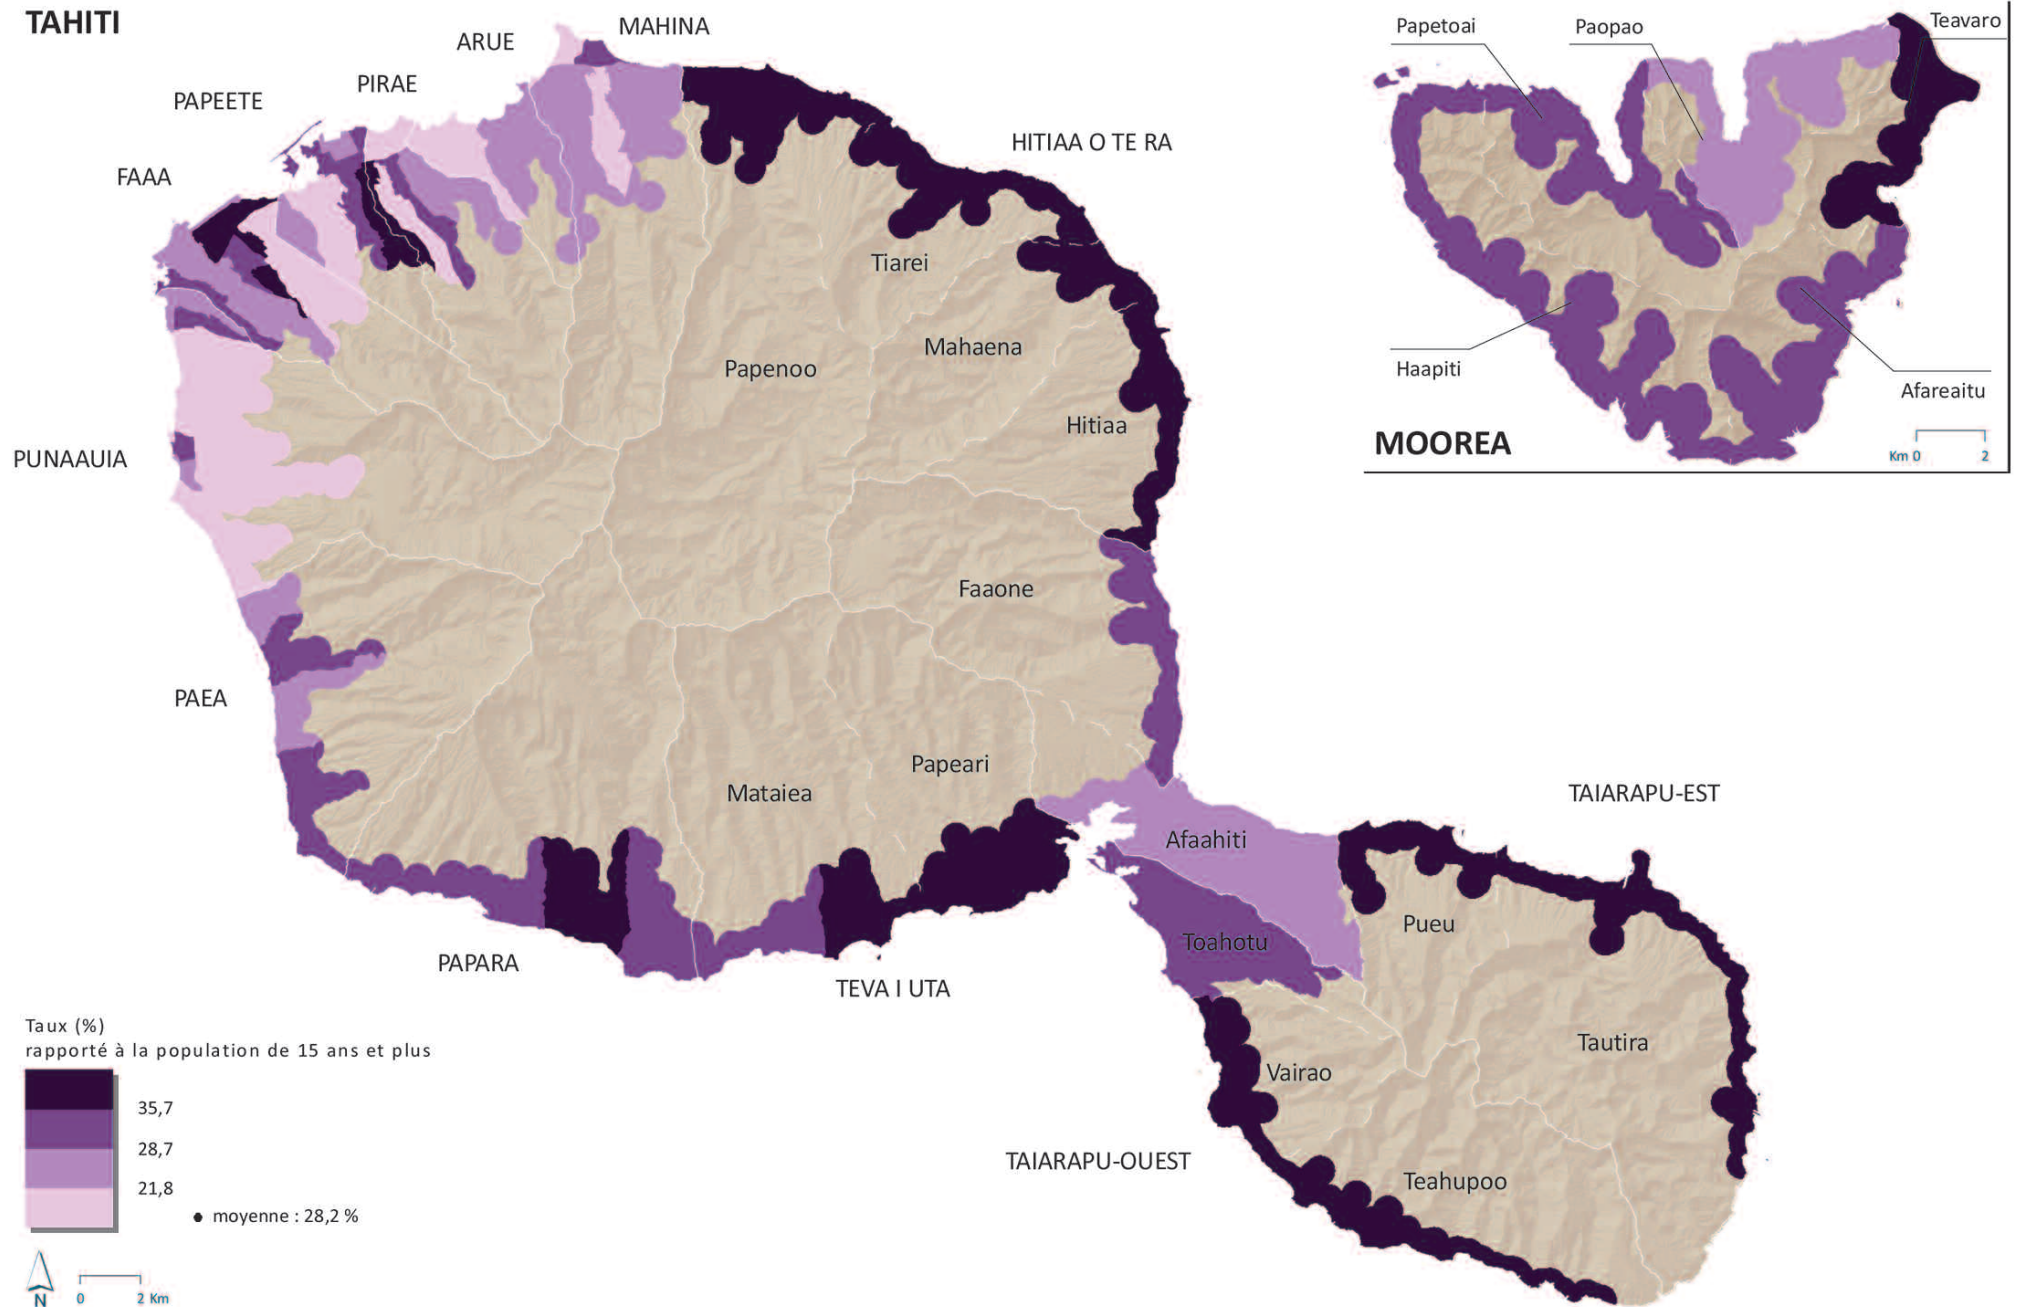 TAHITI
ARUE
MAHINA
PIRAE
PAPEETE
FAAA
HITIAA O TE RA
Tiarei
Mahaena
Papenoo
Hitiaa
PUNAAUIA
Faaone
PAEA
Papeari
Mataiea
PAPARA
TEVA I UTA
Afaahiti
Toahotu
TAIARAPU-EST
Pueu
Tautira
Vairao
TAIARAPU-OUEST
Teahupoo
Papetoai
Paopao
Teavaro
Haapiti
Afareaitu
MOOREA
Km 0 2
Taux (%)
rapporté à la population de 15 ans et plus
35,7
28,7
21,8
moyenne : 28,2 %
N
0 2 Km